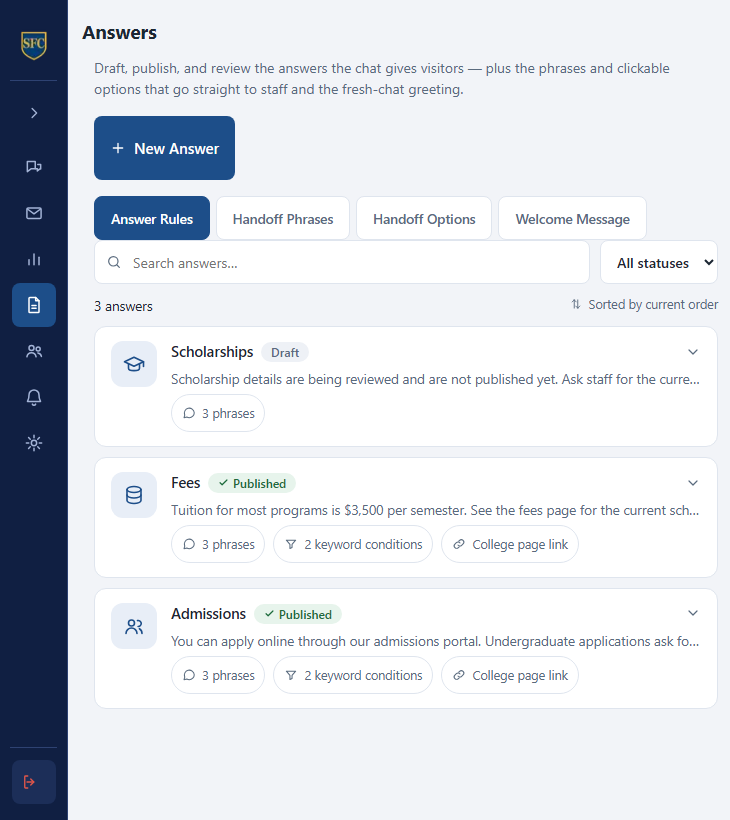 SFC
Answers
Draft, publish, and review the answers the chat gives visitors — plus the phrases and clickable
options that go straight to staff and the fresh-chat greeting.
+ New Answer
Answer Rules
Handoff Phrases
Handoff Options
Welcome Message
Search answers...
All statuses
3 answers
Sorted by current order
Scholarships
Draft
Scholarship details are being reviewed and are not published yet. Ask staff for the curre...
3 phrases
Fees
Published
Tuition for most programs is $3,500 per semester. See the fees page for the current sch...
3 phrases
2 keyword conditions
College page link
Admissions
Published
You can apply online through our admissions portal. Undergraduate applications ask fo...
3 phrases
2 keyword conditions
College page link